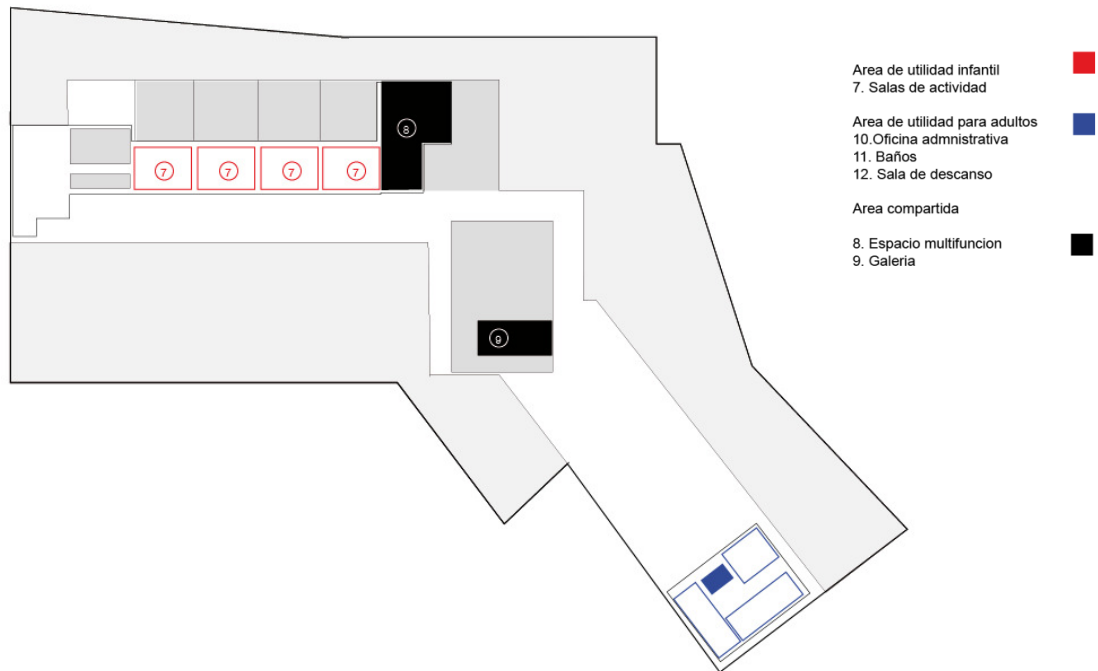 8
7
7
7
7
9
Area de utilidad infantil
7. Salas de actividad
Area de utilidad para adultos
10.Oficina admnistrativa
11. Baños
12. Sala de descanso
Area compartida
8. Espacio multifuncion
9. Galeria